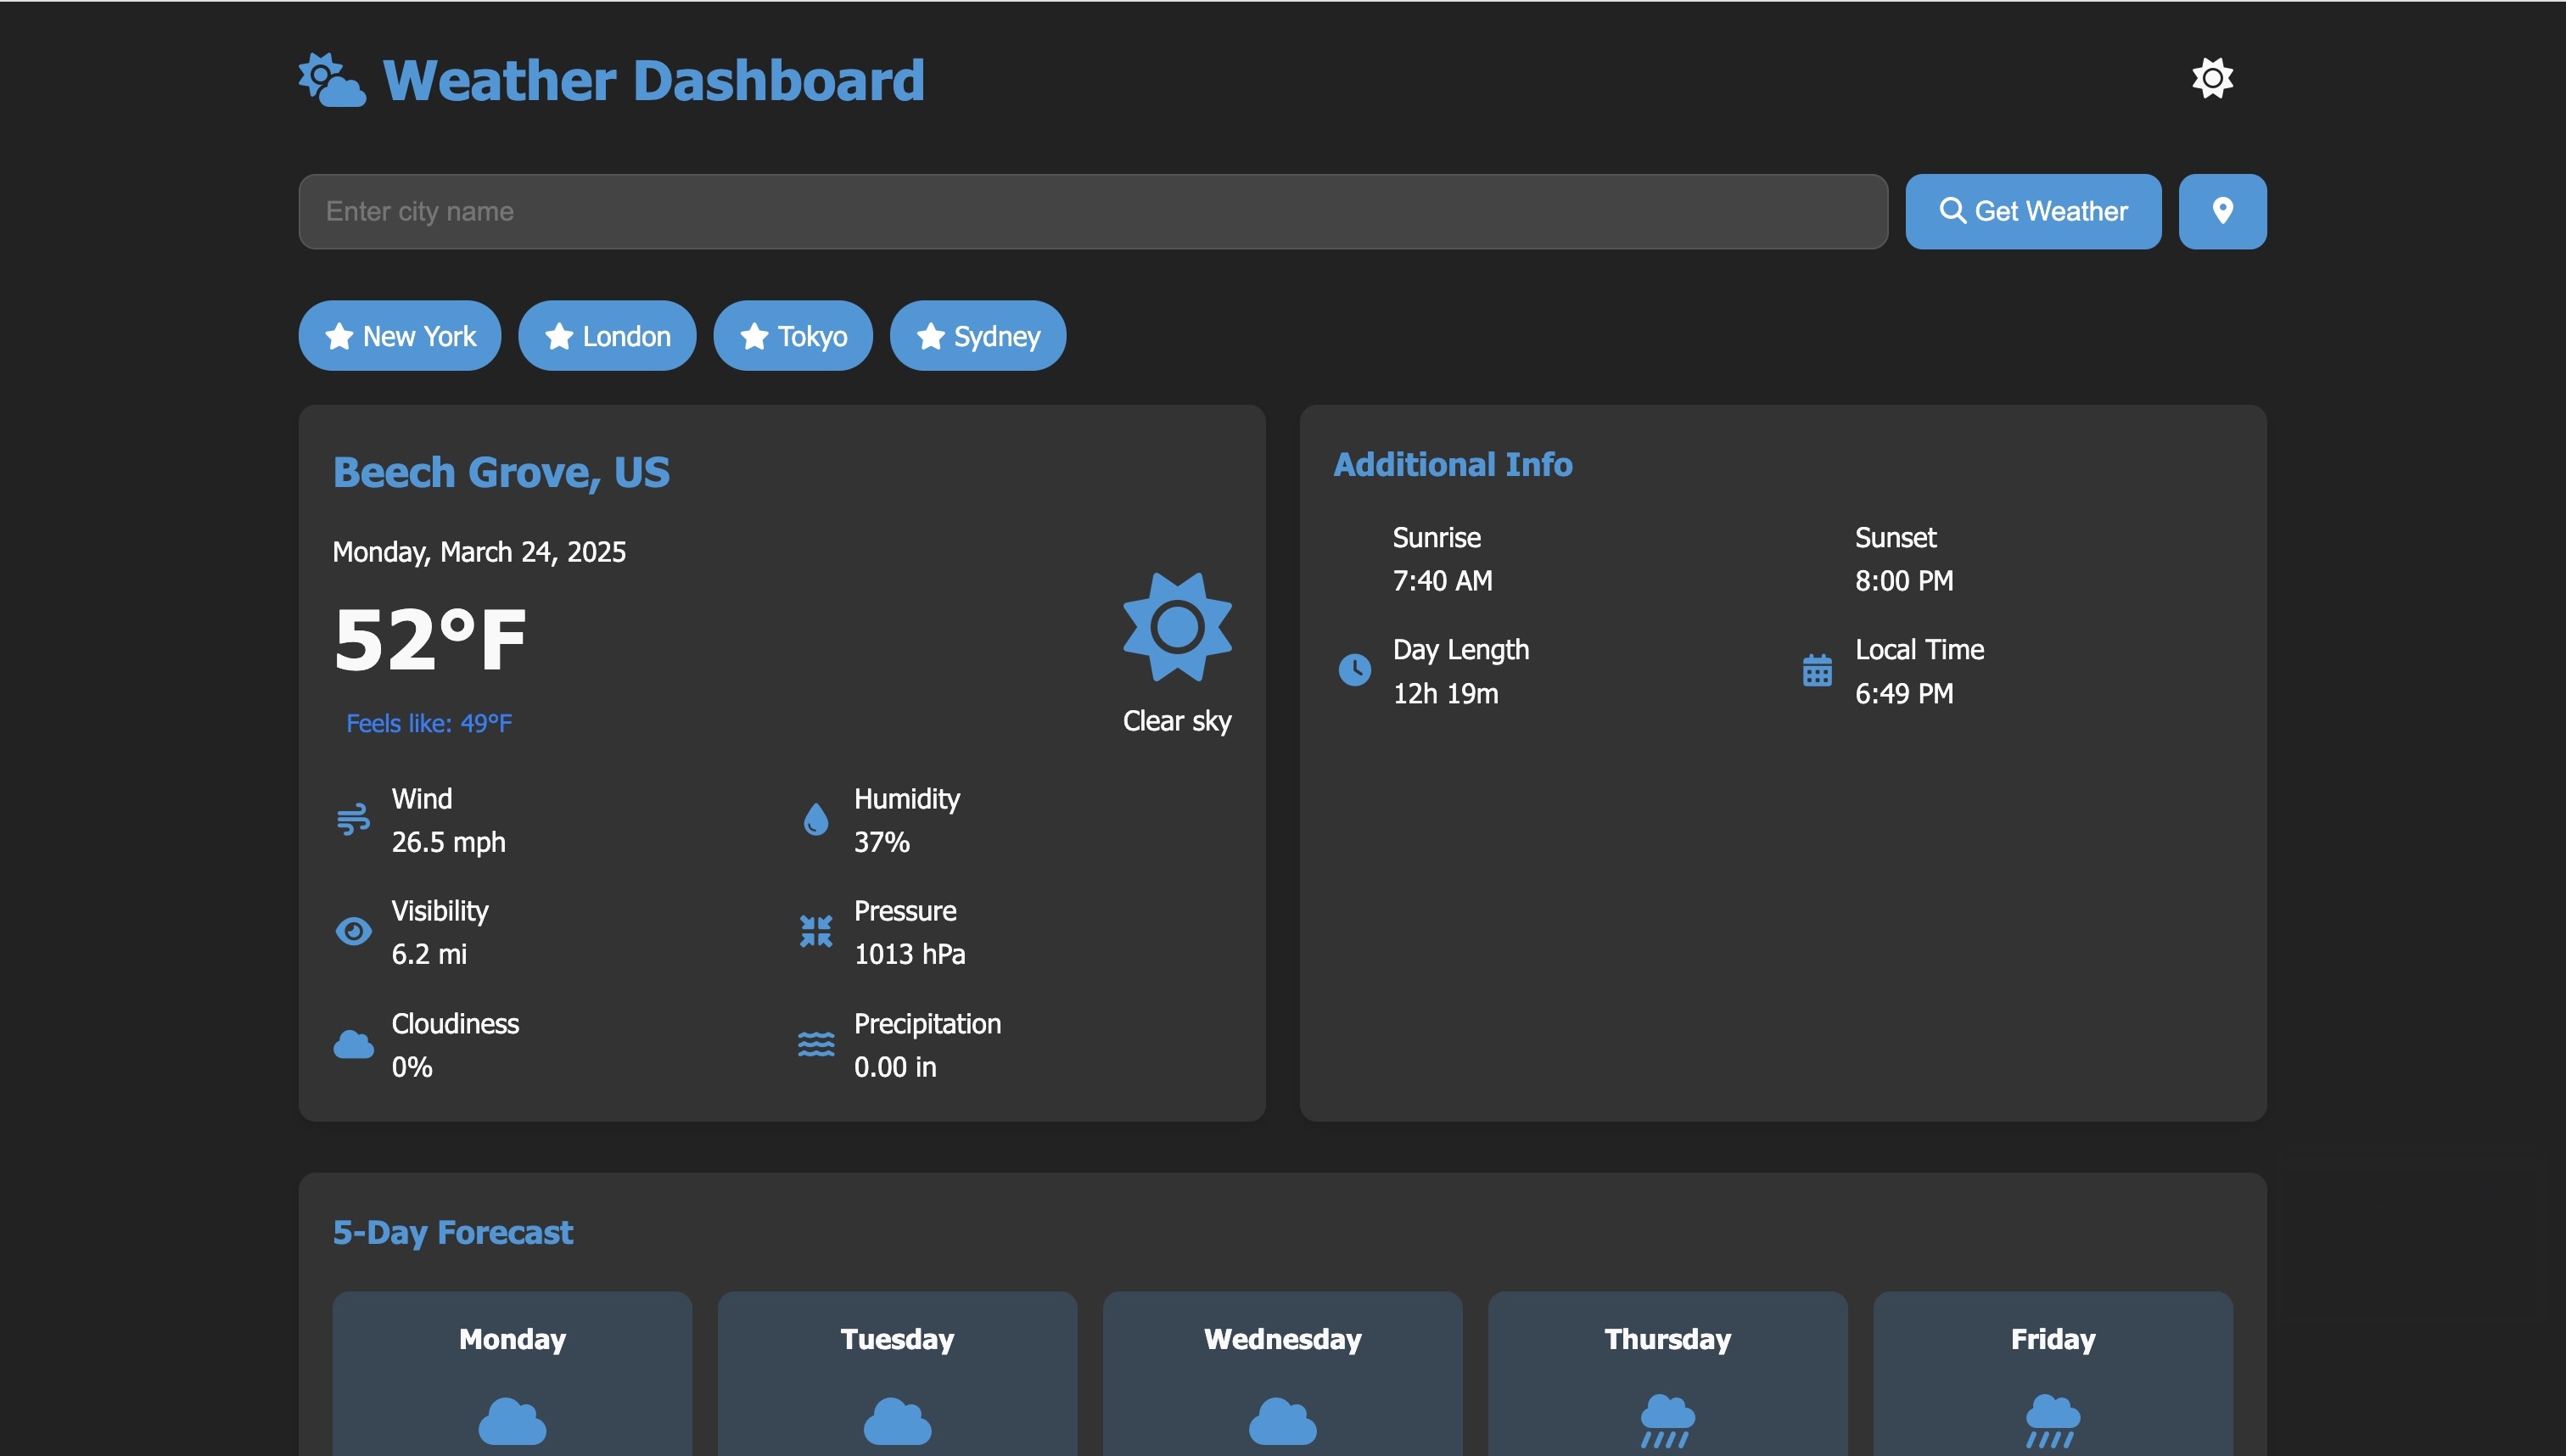 Weather Dashboard
Enter city name
Get Weather
New York
London
Tokyo
Sydney
Beech Grove, US
Monday, March 24, 2025
52°F
Feels like: 49°F
Clear sky
Wind
26.5 mph
Humidity
37%
Visibility
6.2 mi
Pressure
1013 hPa
Cloudiness
0%
Precipitation
0.00 in
Additional Info
Sunrise
7:40 AM
Sunset
8:00 PM
Day Length
12h 19m
Local Time
6:49 PM
5-Day Forecast
Monday
Tuesday
Wednesday
Thursday
Friday